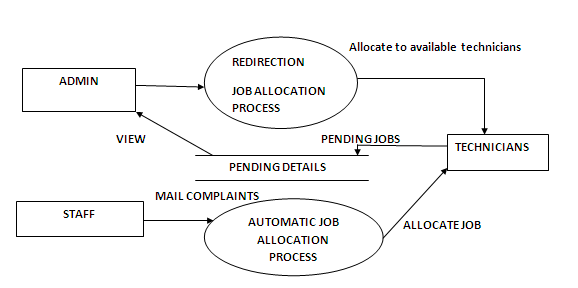 Allocate to available technicians
REDIRECTION
ADMIN
JOB ALLOCATION
PROCESS
VIEW
PENDING JOBS
TECHNICIANS
PENDING DETAILS
MAIL COMPLAINTS
STAFF
AUTOMATIC JOB
ALLOCATION
PROCESS
ALLOCATE JOB